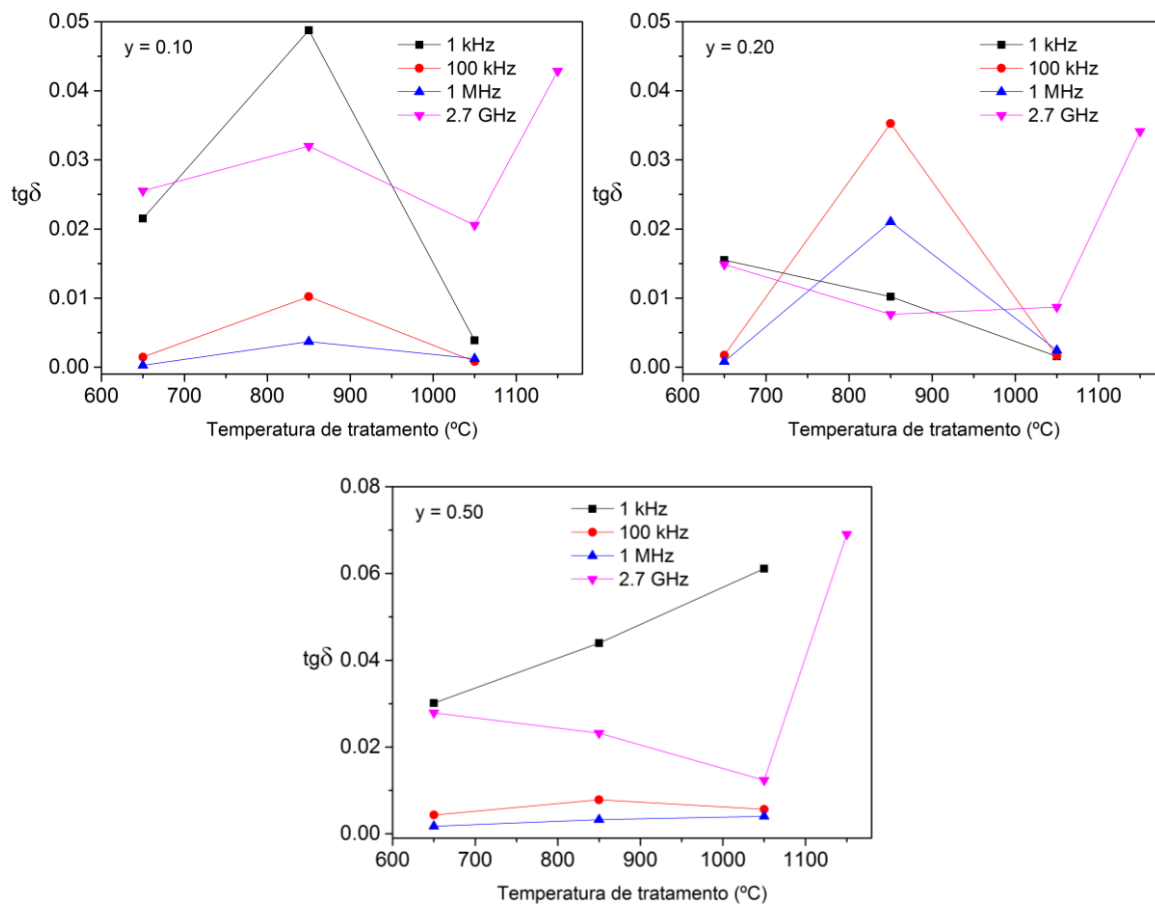 y = 0.10
1 kHz
100 kHz
1 MHz
2.7 GHz
0.05
0.04
0.03
0.02
0.01
0.00
tgδ
600 700 800 900 1000 1100
Temperatura de tratamento (ºC)
y = 0.20
1 kHz
100 kHz
1 MHz
2.7 GHz
0.05
0.04
0.03
0.02
0.01
0.00
tgδ
600 700 800 900 1000 1100
Temperatura de tratamento (ºC)
y = 0.50
1 kHz
100 kHz
1 MHz
2.7 GHz
0.08
0.06
0.04
0.02
0.00
tgδ
600 700 800 900 1000 1100
Temperatura de tratamento (ºC)